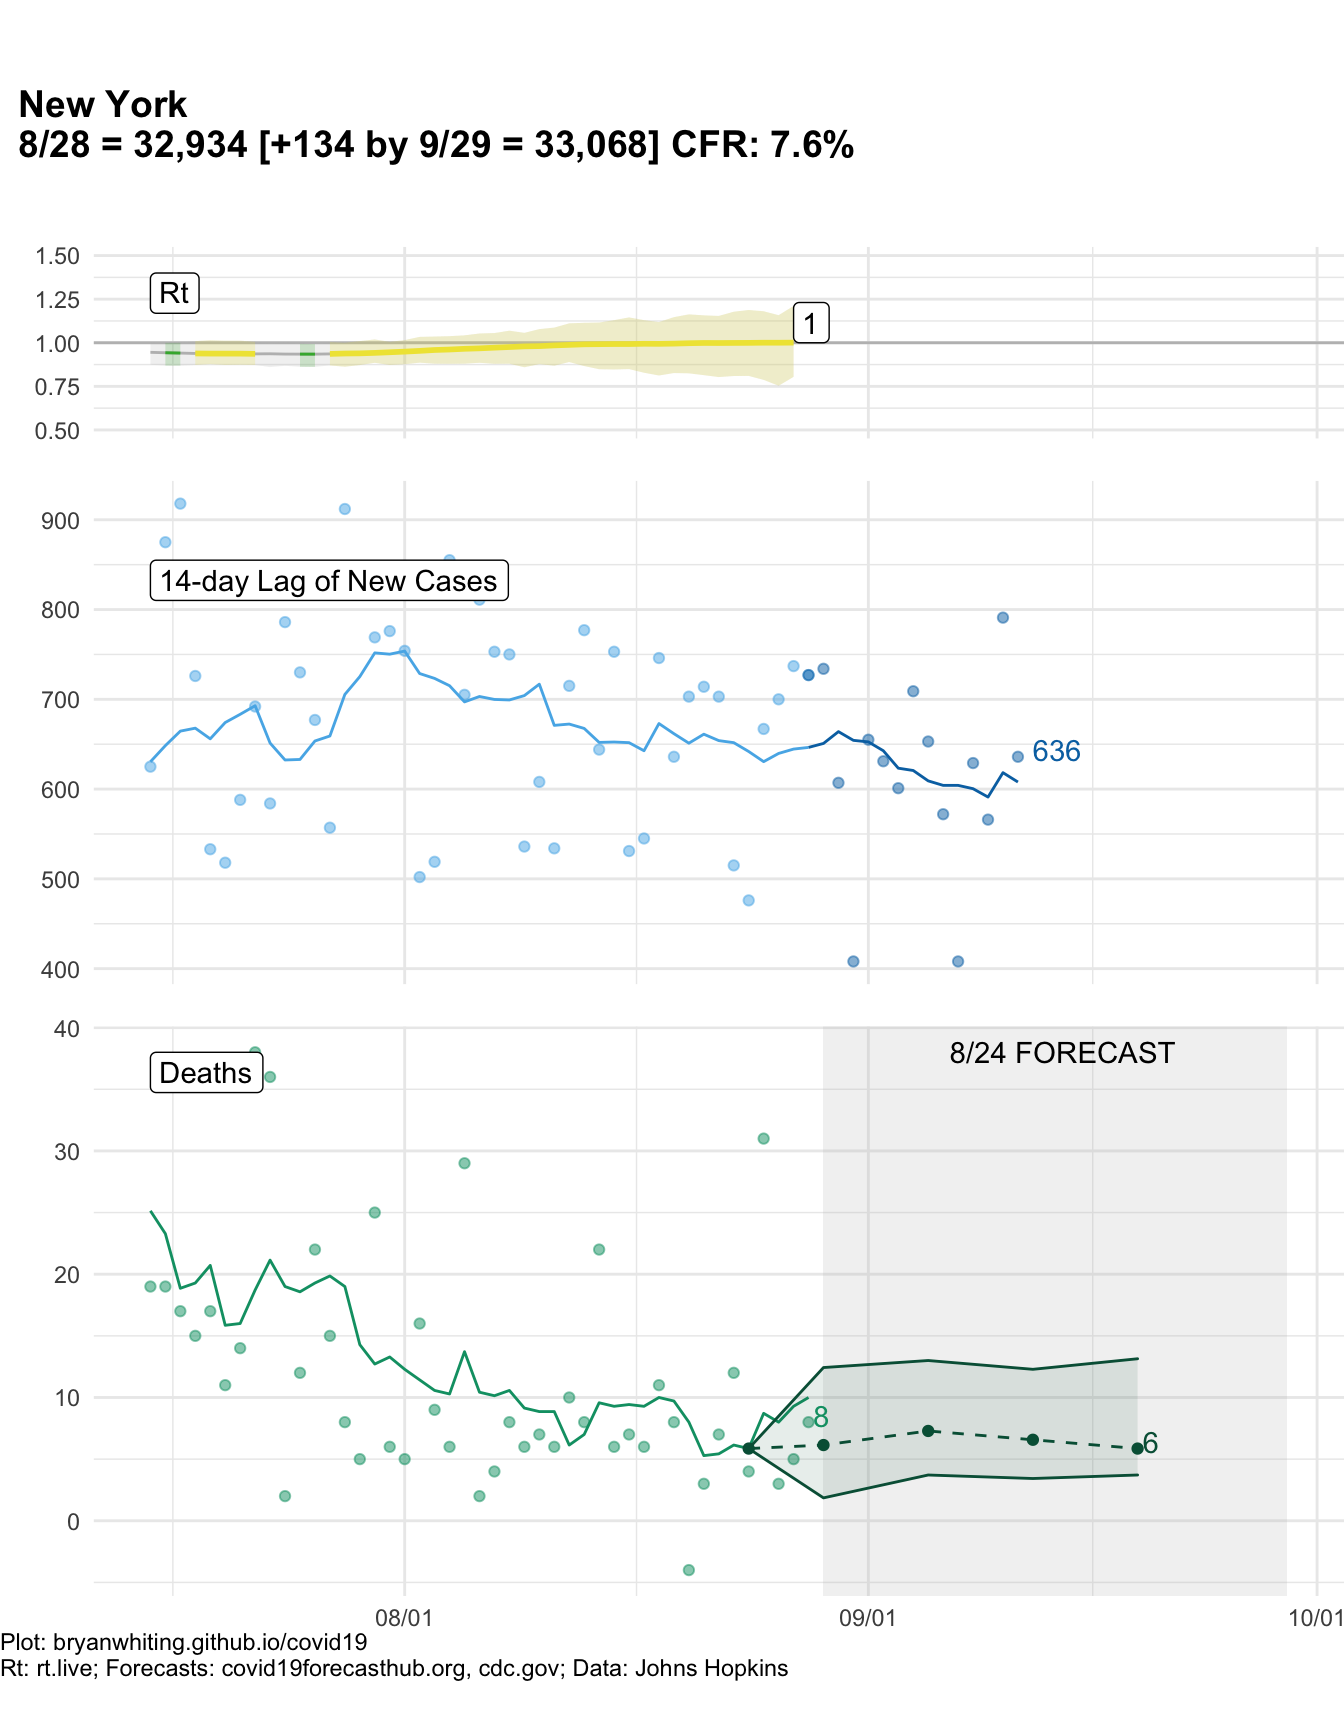 New York
8/28 = 32,934 [+134 by 9/29 = 33,068] CFR: 7.6%
1.50
Rt
1.25
1
1.00
0.75
0.50
900
14-day Lag of New Cases
800
700
636
600
500
400
40
8/24 FORECAST
Deaths
30
20
10
8
6
0
08/01
09/01
10/01
Plot: bryanwhiting.github.io/covid19
Rt: rt.live; Forecasts: covid19forecasthub.org, cdc.gov; Data: Johns Hopkins